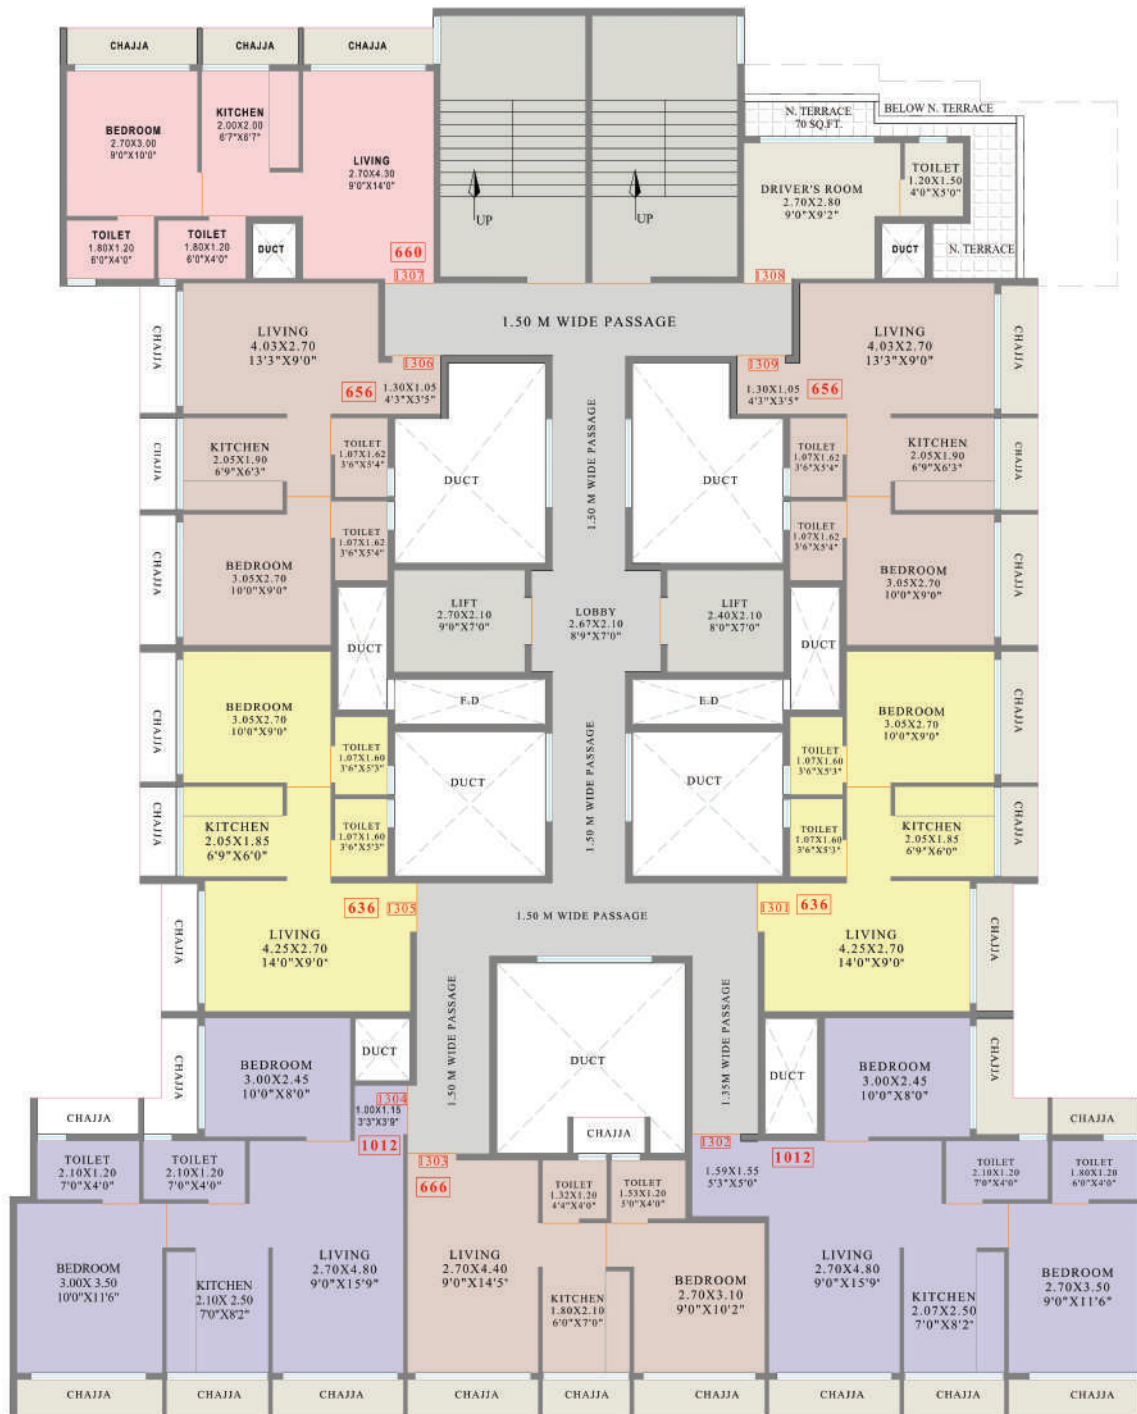 CHAJJA
CHAJJA
CHAJJA
BEDROOM
2.70X3.00
9'0"X10'0"
KITCHEN
2.00X2.00
6'7"X6'7"
LIVING
2.70X4.30
9'0"X14'0"
TOILET
1.80X1.20
6'0"X4'0"
TOILET
1.80X1.20
6'0"X4'0"
DUCT
660
1307
UP
UP
N. TERRACE
70 SQ.FT.
BELOW N. TERRACE
DRIVER'S ROOM
2.70X2.80
9'0"X9'2"
TOILET
1.20X1.50
4'0"X5'0"
DUCT
N. TERRACE
1308
1.50 M WIDE PASSAGE
CHAJJA
LIVING
4.03X2.70
13'3"X9'0"
1306
656
1.30X1.05
4'3"X3'5"
1309
1.30X1.05
4'3"X3'5"
656
LIVING
4.03X2.70
13'3"X9'0"
CHAJJA
CHAJJA
KITCHEN
2.05X1.90
6'9"X6'3"
TOILET
1.07X1.62
3'6"X5'4"
DUCT
1.50 M WIDE PASSAGE
DUCT
TOILET
1.07X1.62
3'6"X5'4"
KITCHEN
2.05X1.90
6'9"X6'3"
CHAJJA
CHAJJA
BEDROOM
3.05X2.70
10'0"X9'0"
TOILET
1.07X1.62
3'6"X5'4"
TOILET
1.07X1.62
3'6"X5'4"
BEDROOM
3.05X2.70
10'0"X9'0"
CHAJJA
DUCT
LIFT
2.70X2.10
9'0"X7'0"
LOBBY
2.67X2.10
8'9"X7'0"
LIFT
2.40X2.10
8'0"X7'0"
DUCT
CHAJJA
BEDROOM
3.05X2.70
10'0"X9'0"
F.D
E.D
BEDROOM
3.05X2.70
10'0"X9'0"
CHAJJA
TOILET
1.07X1.60
3'6"X5'3"
DUCT
1.50 M WIDE PASSAGE
DUCT
TOILET
1.07X1.60
3'6"X5'3"
CHAJJA
KITCHEN
2.05X1.85
6'9"X6'0"
TOILET
1.07X1.60
3'6"X5'3"
TOILET
1.07X1.60
3'6"X5'3"
KITCHEN
2.05X1.85
6'9"X6'0"
CHAJJA
CHAJJA
LIVING
4.25X2.70
14'0"X9'0"
636
1305
1.50 M WIDE PASSAGE
1301
636
LIVING
4.25X2.70
14'0"X9'0"
CHAJJA
CHAJJA
BEDROOM
3.00X2.45
10'0"X8'0"
DUCT
1.50 M WIDE PASSAGE
DUCT
1.35M WIDE PASSAGE
DUCT
BEDROOM
3.00X2.45
10'0"X8'0"
CHAJJA
CHAJJA
1304
1.00X1.15
3'3"X3'9"
1012
1303
666
CHAJJA
1302
1012
1.59X1.55
5'3"X5'0"
CHAJJA
TOILET
2.10X1.20
7'0"X4'0"
TOILET
2.10X1.20
7'0"X4'0"
TOILET
1.32X1.20
4'4"X4'0"
TOILET
1.53X1.20
5'0"X4'0"
TOILET
2.10X1.20
7'0"X4'0"
TOILET
1.80X1.20
6'0"X4'0"
BEDROOM
3.00X 3.50
10'0"X11'6"
KITCHEN
2.10X 2.50
7'0"X8'2"
LIVING
2.70X4.80
9'0"X15'9"
LIVING
2.70X4.40
9'0"X14'5"
KITCHEN
1.80X2.10
6'0"X7'0"
BEDROOM
2.70X3.10
9'0"X10'2"
LIVING
2.70X4.80
9'0"X15'9"
KITCHEN
2.07X2.50
7'0"X8'2"
BEDROOM
2.70X3.50
9'0"X11'6"
CHAJJA
CHAJJA
CHAJJA
CHAJJA
CHAJJA
CHAJJA
CHAJJA
CHAJJA
CHAJJA